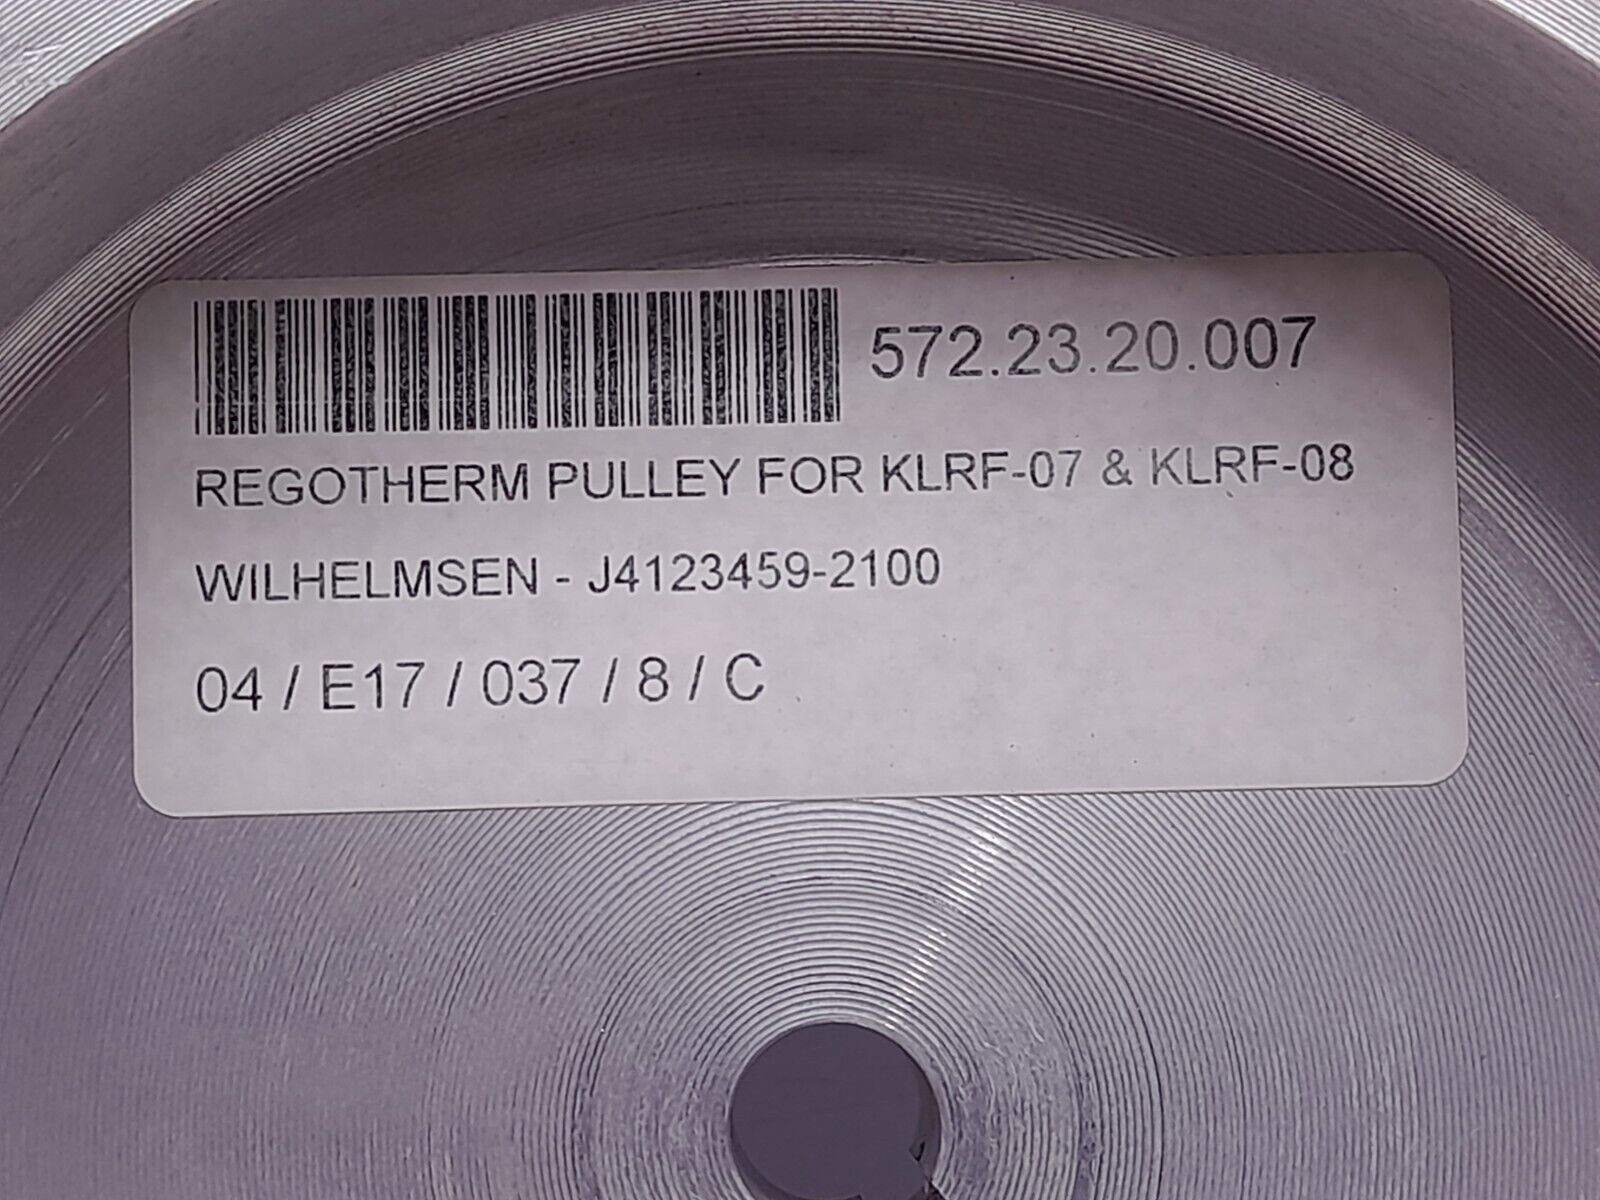 572.23.20.007
REGOTHERM PULLEY FOR KLRF-07 & KLRF-08
WILHELMSEN - J4123459-2100
04 / E17 / 037 / 8 / C